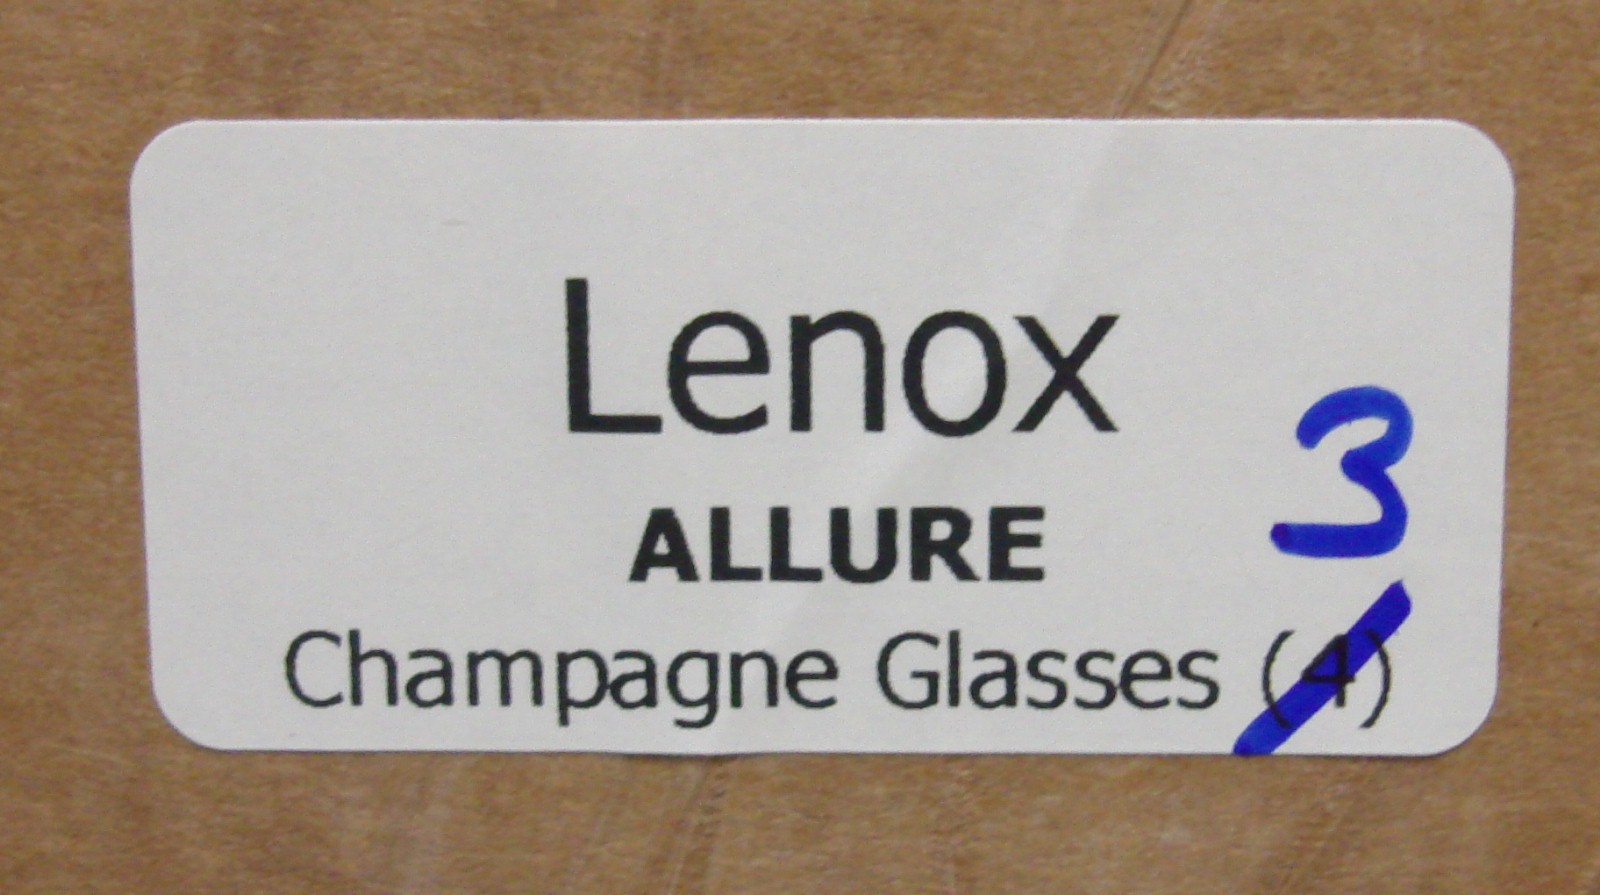 Lenox
3
ALLURE
Champagne Glasses (4)